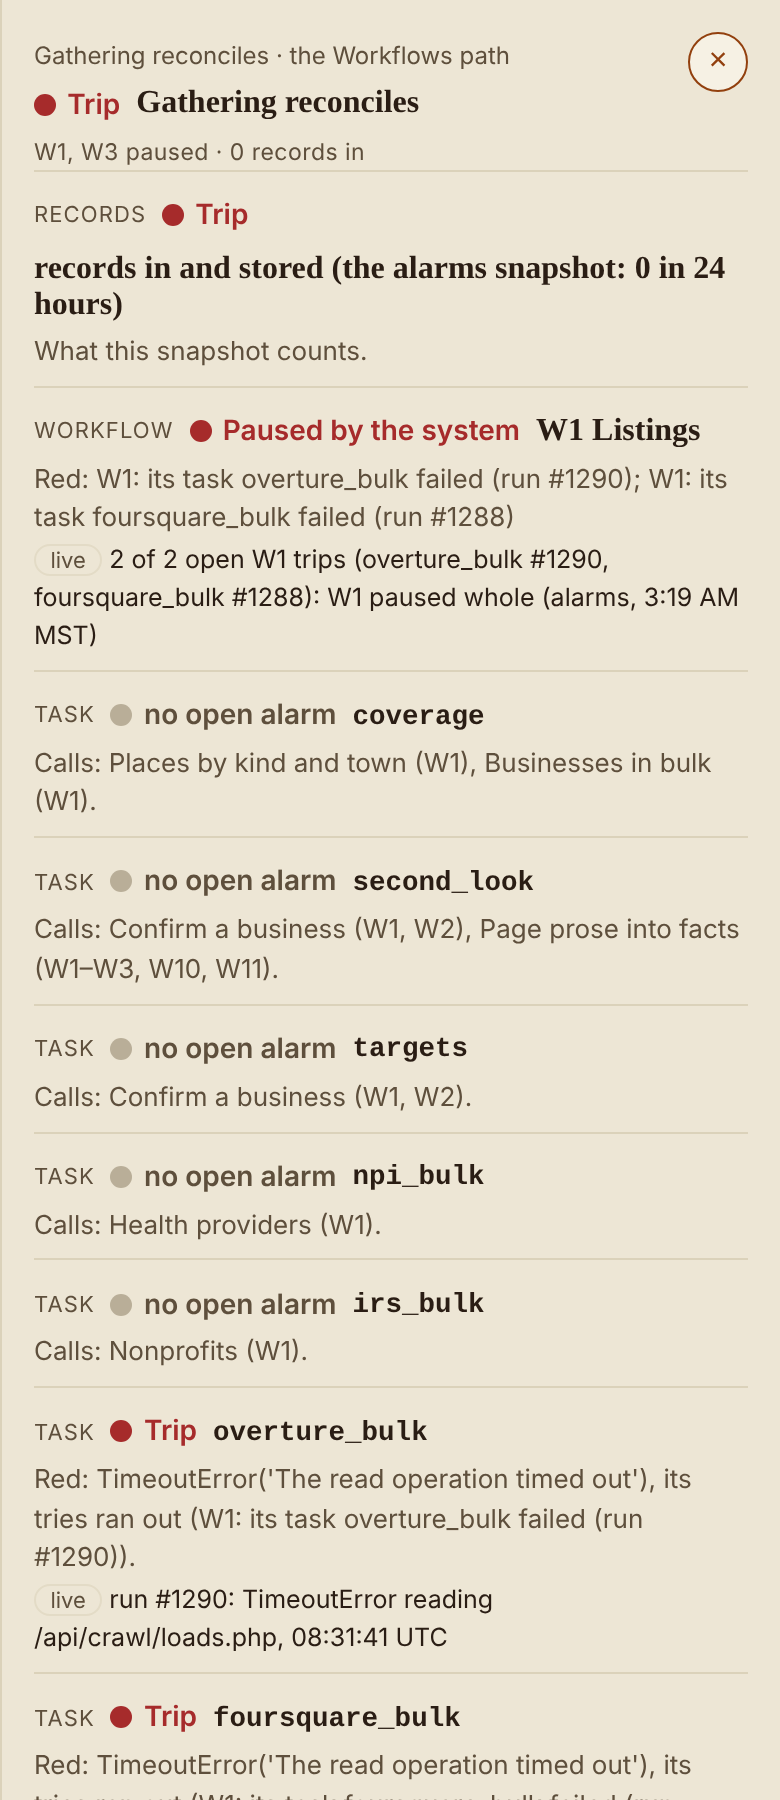 Gathering reconciles · the Workflows path
×
Trip Gathering reconciles
W1, W3 paused · 0 records in
RECORDS Trip
records in and stored (the alarms snapshot: 0 in 24
hours)
What this snapshot counts.
WORKFLOW Paused by the system W1 Listings
Red: W1: its task overture_bulk failed (run #1290); W1: its
task foursquare_bulk failed (run #1288)
live 2 of 2 open W1 trips (overture_bulk #1290,
foursquare_bulk #1288): W1 paused whole (alarms, 3:19 AM
MST)
TASK no open alarm coverage
Calls: Places by kind and town (W1), Businesses in bulk
(W1).
TASK no open alarm second_look
Calls: Confirm a business (W1, W2), Page prose into facts
(W1–W3, W10, W11).
TASK no open alarm targets
Calls: Confirm a business (W1, W2).
TASK no open alarm npi_bulk
Calls: Health providers (W1).
TASK no open alarm irs_bulk
Calls: Nonprofits (W1).
TASK Trip overture_bulk
Red: TimeoutError('The read operation timed out'), its
tries ran out (W1: its task overture_bulk failed (run
#1290)).
live run #1290: TimeoutError reading
/api/crawl/loads.php, 08:31:41 UTC
TASK Trip foursquare_bulk
Red: TimeoutError('The read operation timed out'), its